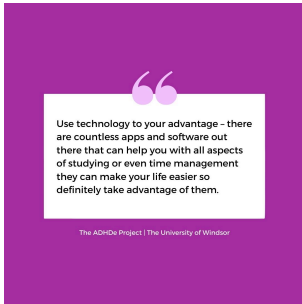 Use technology to your advantage – there
are countless apps and software out
there that can help you with all aspects
of studying or even time management
they can make your life easier so
definitely take advantage of them.
The ADHDe Project | The University of Windsor